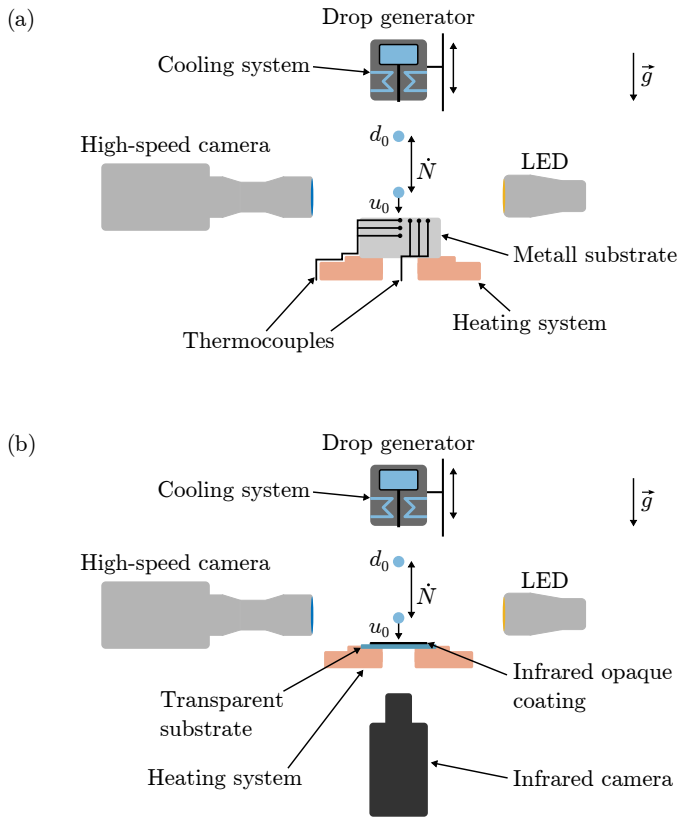 (a)
Drop generator
Cooling system
g⃗
High-speed camera
d₀
Ṅ
LED
u₀
Metall substrate
Thermocouples
Heating system
(b)
Drop generator
Cooling system
g⃗
High-speed camera
d₀
Ṅ
LED
u₀
Transparent
substrate
Infrared opaque
coating
Heating system
Infrared camera